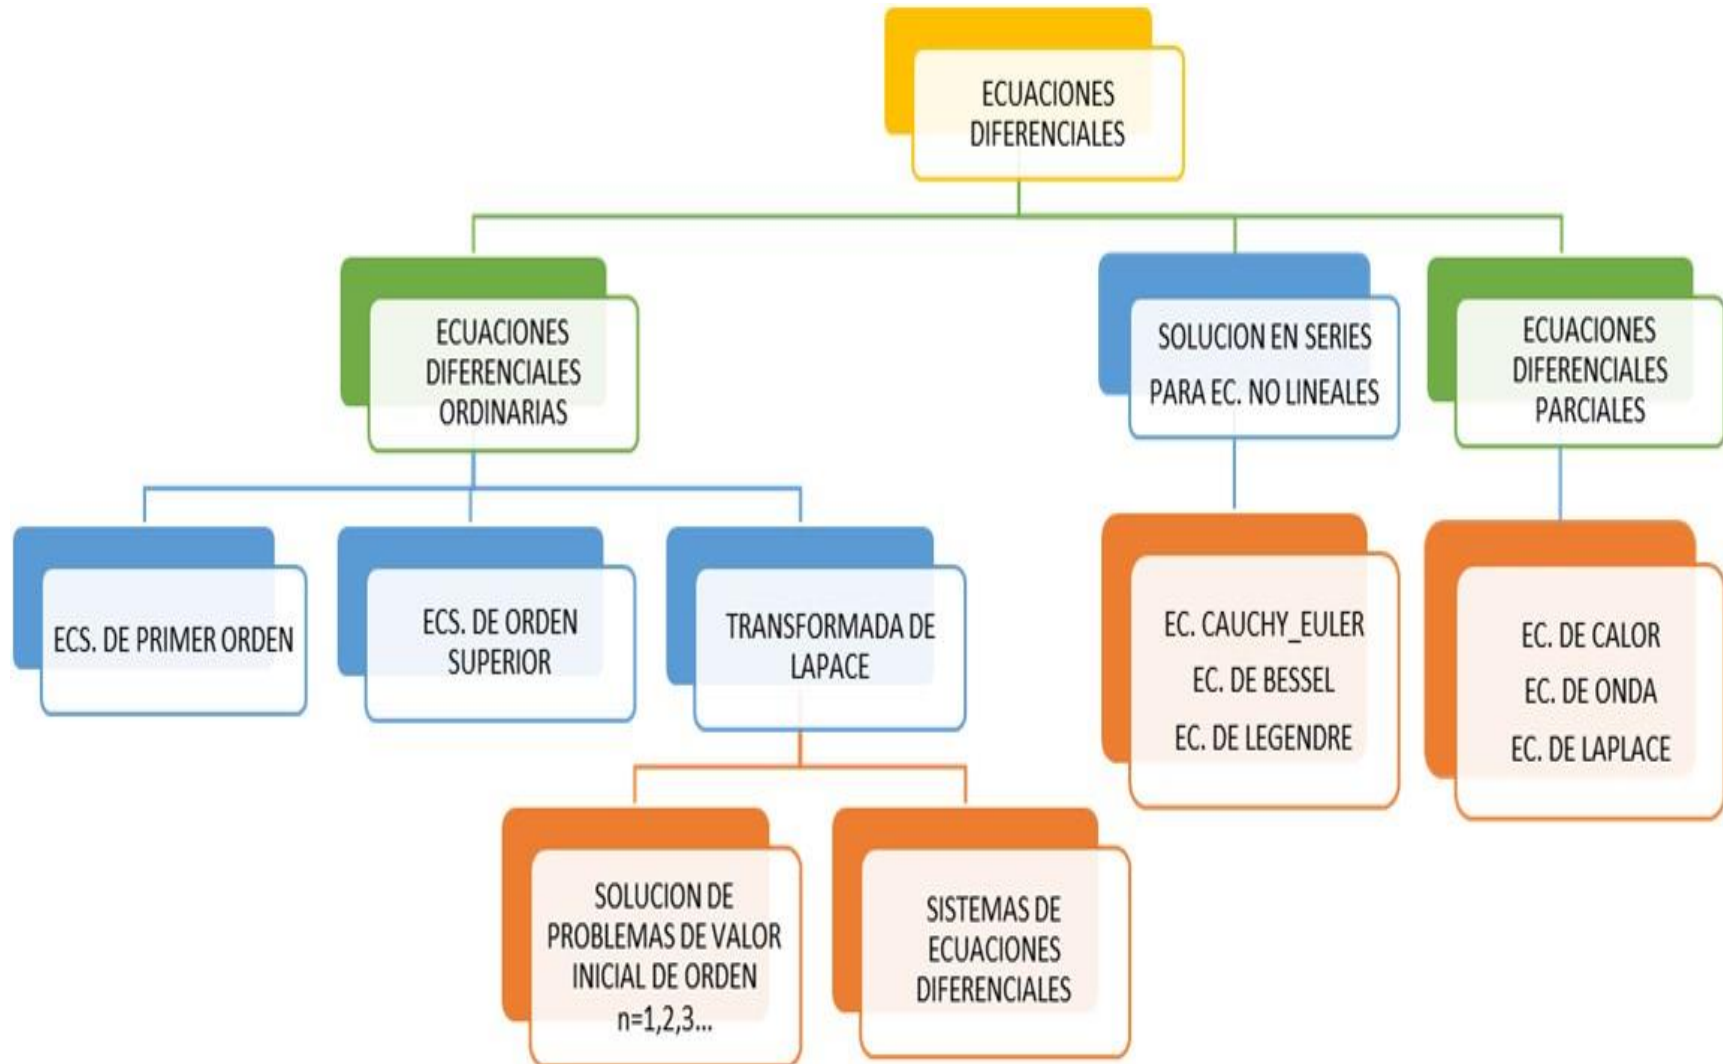 ECUACIONES
DIFERENCIALES
ECUACIONES
DIFERENCIALES
ORDINARIAS
SOLUCION EN SERIES
PARA EC. NO LINEALES
ECUACIONES
DIFERENCIALES
PARCIALES
ECS. DE PRIMER ORDEN
ECS. DE ORDEN
SUPERIOR
TRANSFORMADA DE
LAPACE
EC. CAUCHY_EULER
EC. DE BESSEL
EC. DE LEGENDRE
EC. DE CALOR
EC. DE ONDA
EC. DE LAPLACE
SOLUCION DE
PROBLEMAS DE VALOR
INICIAL DE ORDEN
n=1,2,3...
SISTEMAS DE
ECUACIONES
DIFERENCIALES